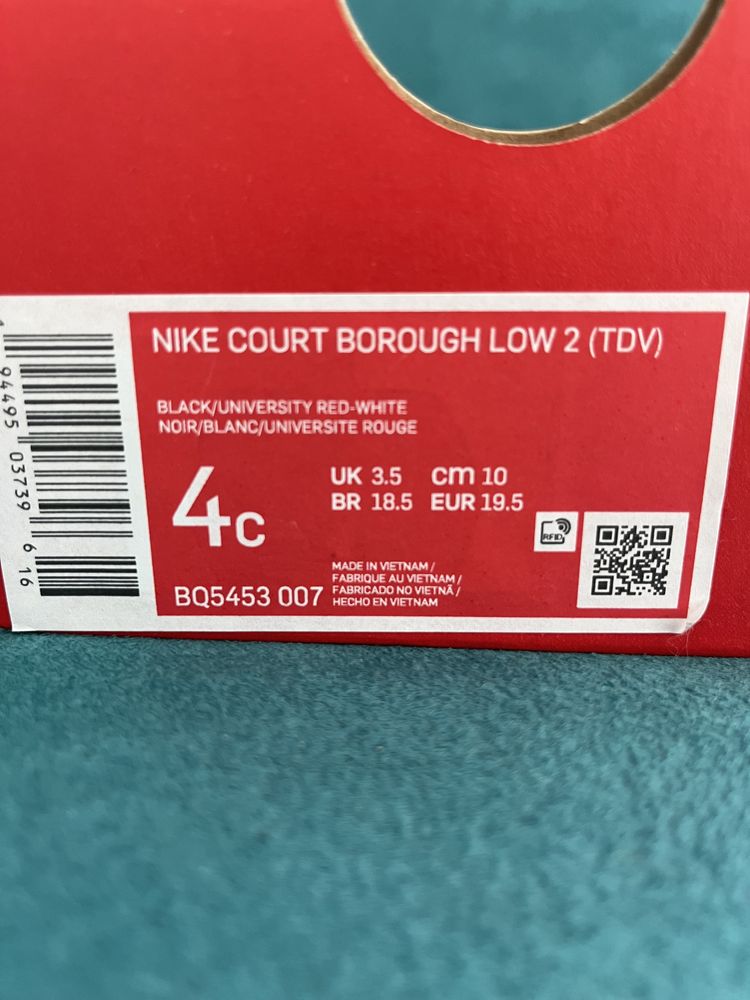 NIKE COURT BOROUGH LOW 2 (TDV)
BLACK/UNIVERSITY RED-WHITE
NOIR/BLANC/UNIVERSITE ROUGE
4C
UK 3.5 cm 10
BR 18.5 EUR 19.5
RFID
BQ5453 007
MADE IN VIETNAM /
FABRIQUE AU VIETNAM /
FABRICADO NO VIETNÃ /
HECHO EN VIETNAM
1 94495 03739 6 16